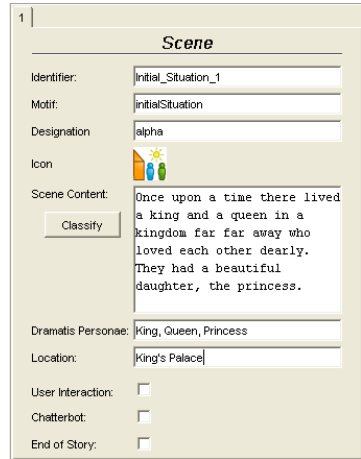 1
Scene
Identifier: Initial_Situation_1
Motif: initialSituation
Designation alpha
Icon
Scene Content: Once upon a time there lived
a king and a queen in a
Classify kingdom far far away who
loved each other dearly.
They had a beautiful
daughter, the princess.
Dramatis Personae: King, Queen, Princess
Location: King's Palace
User Interaction:
Chatterbot:
End of Story: